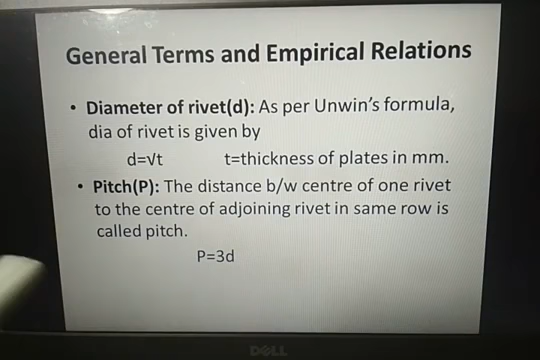 General Terms and Empirical Relations
• Diameter of rivet(d): As per Unwin's formula,
dia of rivet is given by
d=√t t=thickness of plates in mm.
• Pitch(P): The distance b/w centre of one rivet
to the centre of adjoining rivet in same row is
called pitch.
P=3d
DELL